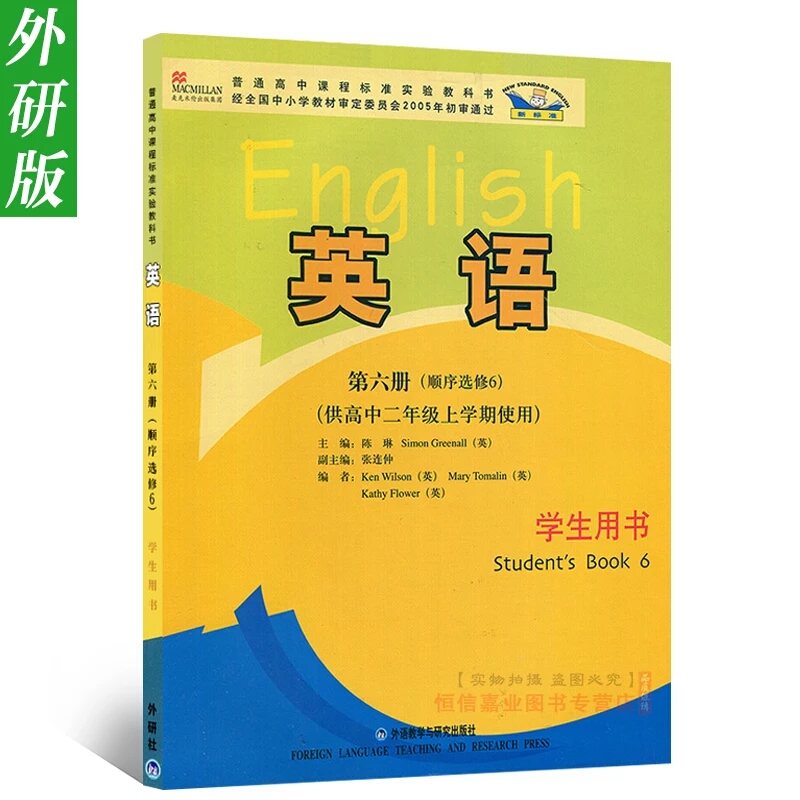 外研版
MACMILLAN
麦克米伦出版集团
普通高中课程标准实验教科书
经全国中小学教材审定委员会2005年初审通过
NEW STANDARD ENGLISH
新标准
English
英语
第六册（顺序选修6）
（供高中二年级上学期使用）
主 编：陈 琳 Simon Greenall（英）
副主编：张连仲
编 者：Ken Wilson（英） Mary Tomalin（英）
Kathy Flower（英）
学生用书
Student's Book 6
【实物拍摄 盗图必究】
恒信嘉业图书专营店
外语教学与研究出版社
FOREIGN LANGUAGE TEACHING AND RESEARCH PRESS
普通高中课程标准实验教科书
英语
第六册（顺序选修6）
学生用书
外研社